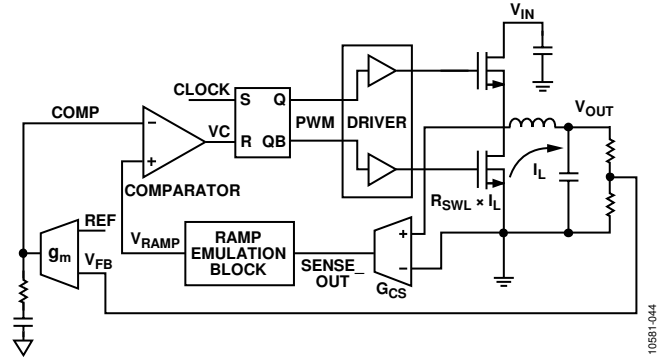 V_IN
CLOCK
S Q
R QB
PWM
DRIVER
V_OUT
COMP
−
+
VC
COMPARATOR
I_L
R_SWL × I_L
REF
g_m
V_FB
V_RAMP
RAMP
EMULATION
BLOCK
SENSE_
OUT
+
−
G_CS
10581-044